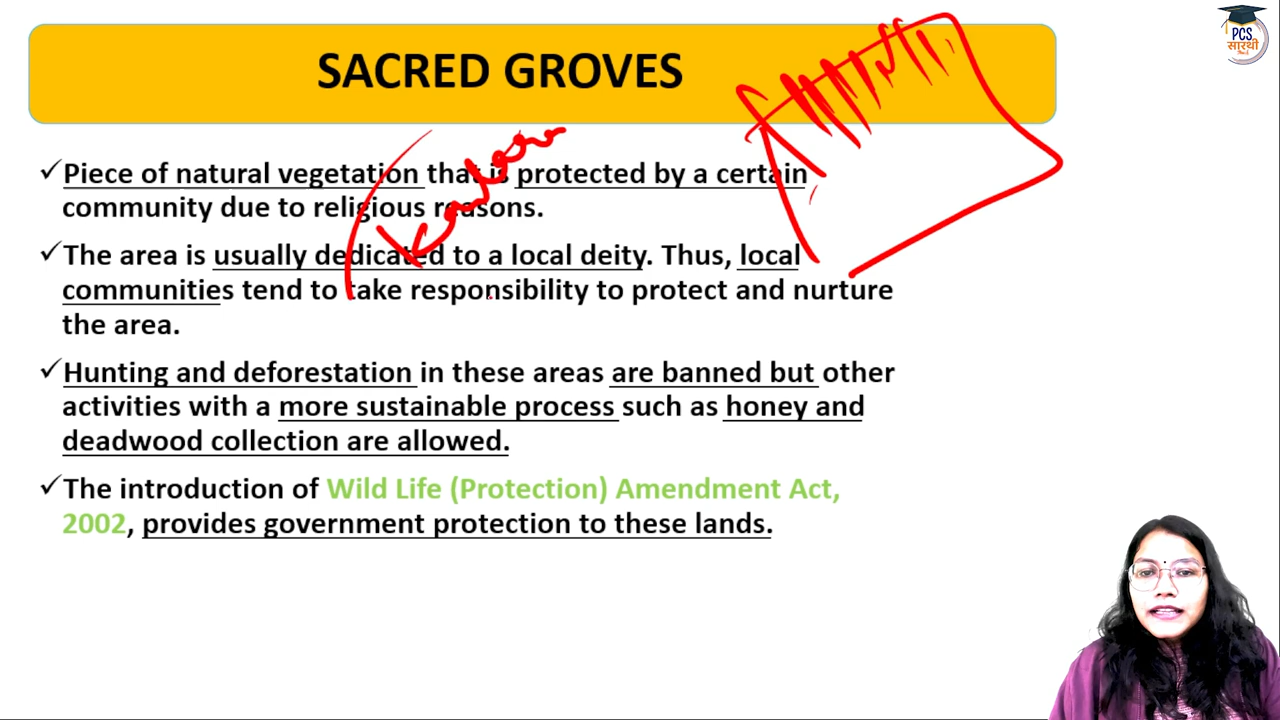 SACRED GROVES
PCS
सारथी
✓Piece of natural vegetation that is protected by a certain
community due to religious reasons.
✓The area is usually dedicated to a local deity. Thus, local
communities tend to take responsibility to protect and nurture
the area.
✓Hunting and deforestation in these areas are banned but other
activities with a more sustainable process such as honey and
deadwood collection are allowed.
✓The introduction of Wild Life (Protection) Amendment Act,
2002, provides government protection to these lands.